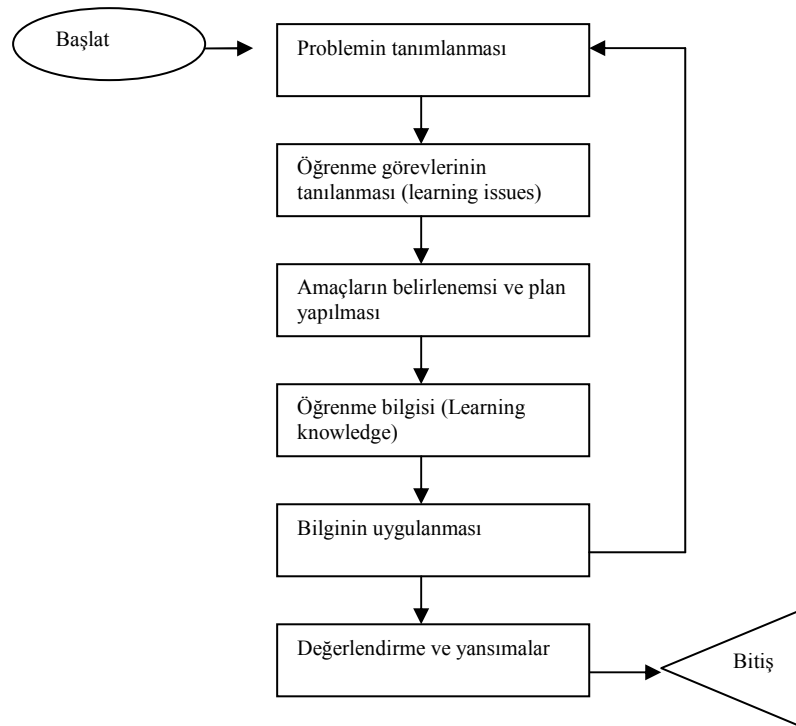 Başlat
Problemin tanımlanması
Öğrenme görevlerinin
tanılanması (learning issues)
Amaçların belirlenemsi ve plan
yapılması
Öğrenme bilgisi (Learning
knowledge)
Bilginin uygulanması
Değerlendirme ve yansımalar
Bitiş